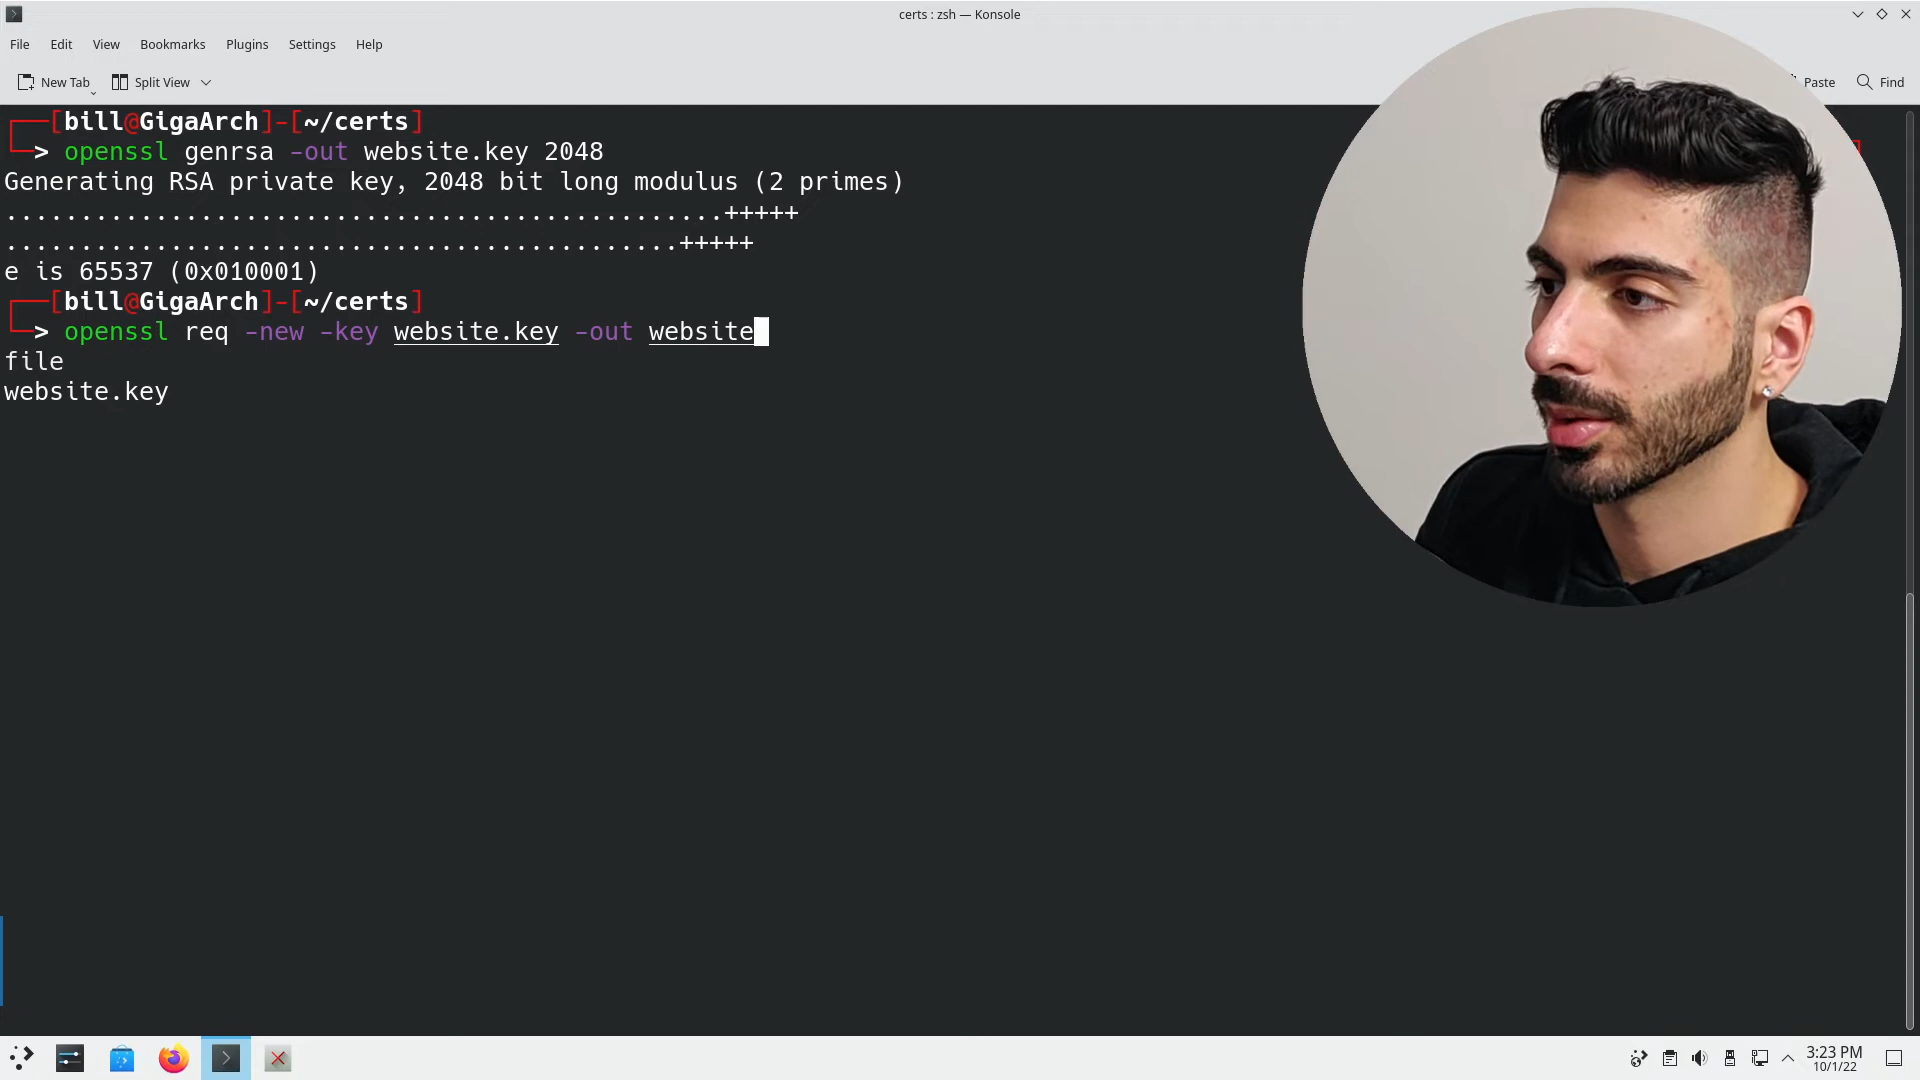 certs : zsh — Konsole
File Edit View Bookmarks Plugins Settings Help
New Tab Split View Paste Find
[bill@GigaArch]-[~/certs]
> openssl genrsa -out website.key 2048
Generating RSA private key, 2048 bit long modulus (2 primes)
................................................+++++
.............................................+++++
e is 65537 (0x010001)
[bill@GigaArch]-[~/certs]
> openssl req -new -key website.key -out website
file
website.key
3:23 PM
10/1/22